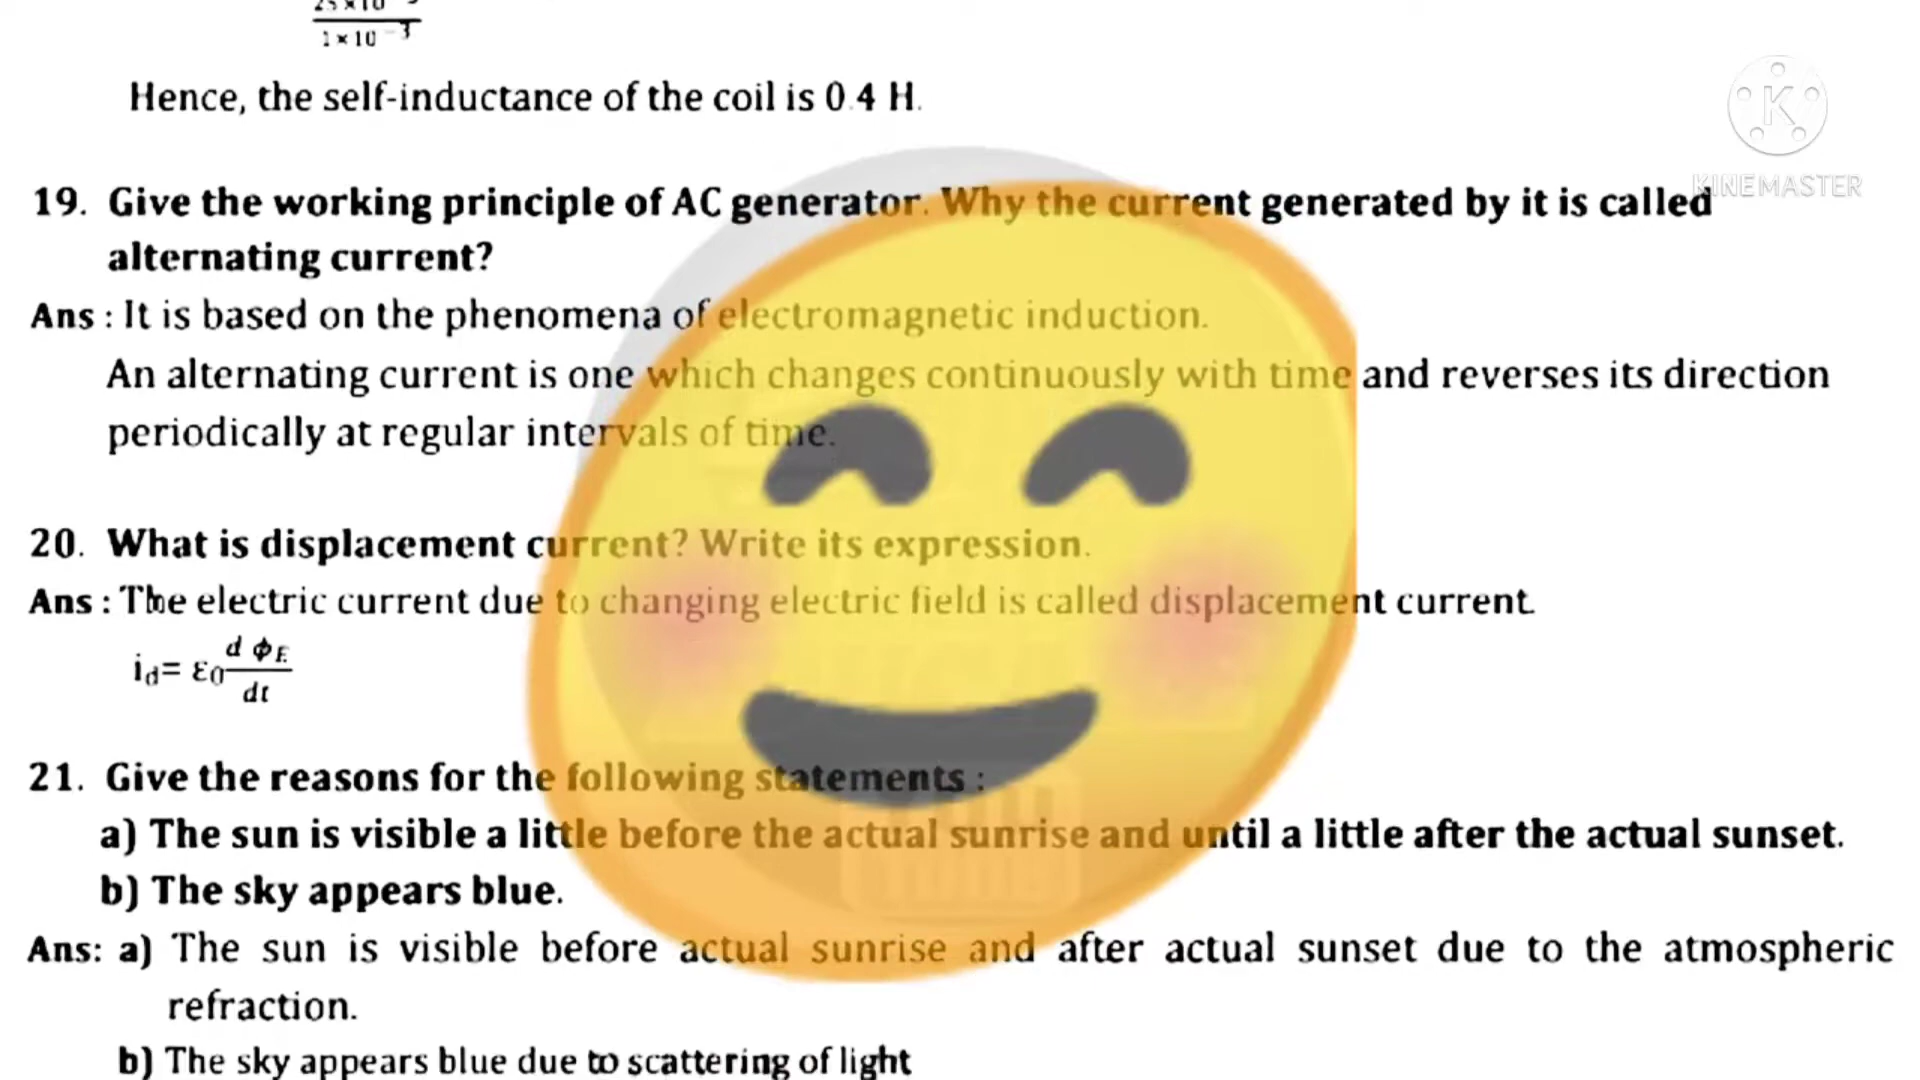 25×10
1×10⁻³
Hence, the self-inductance of the coil is 0.4 H.
KINEMASTER
19. Give the working principle of AC generator. Why the current generated by it is called
alternating current?
Ans : It is based on the phenomena of electromagnetic induction.
An alternating current is one which changes continuously with time and reverses its direction
periodically at regular intervals of time.
20. What is displacement current? Write its expression.
Ans : The electric current due to changing electric field is called displacement current.
i_d= ε₀ d ϕ_E / dt
21. Give the reasons for the following statements :
a) The sun is visible a little before the actual sunrise and until a little after the actual sunset.
b) The sky appears blue.
Ans: a) The sun is visible before actual sunrise and after actual sunset due to the atmospheric
refraction.
b) The sky appears blue due to scattering of light